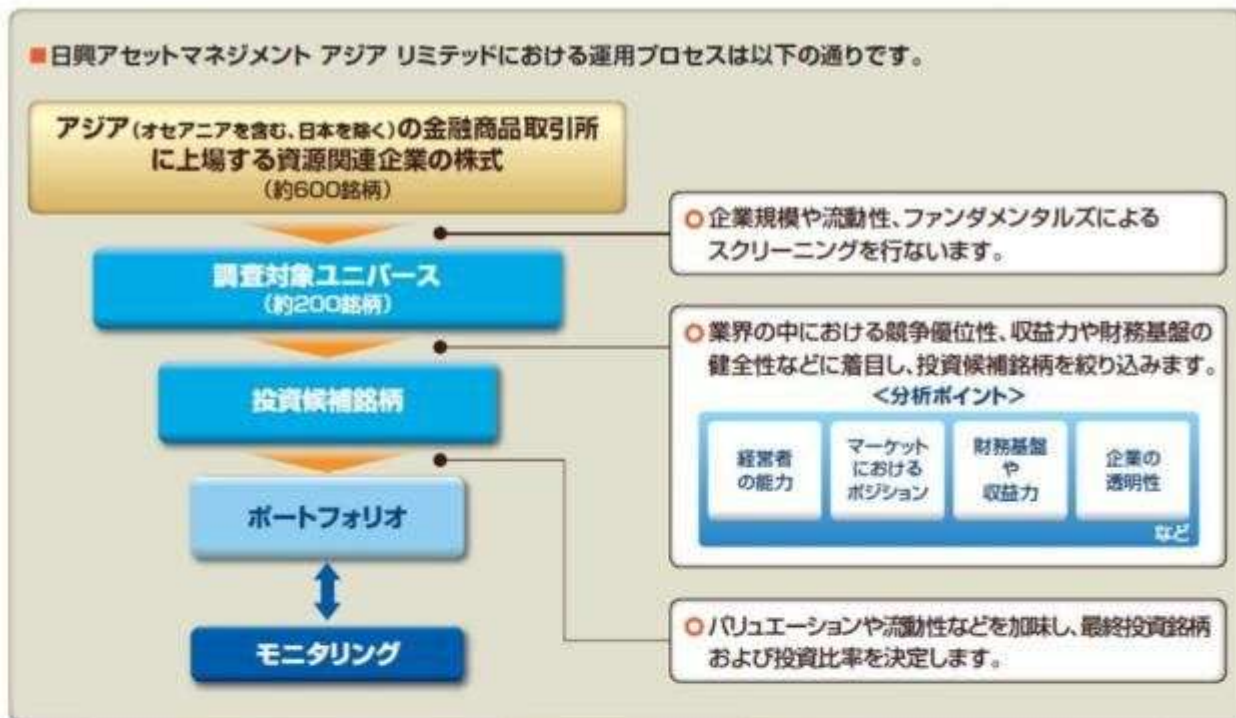 ■日興アセットマネジメント アジア リミテッドにおける運用プロセスは以下の通りです。
アジア(オセアニアを含む、日本を除く)の金融商品取引所
に上場する資源関連企業の株式
(約600銘柄)
○企業規模や流動性、ファンダメンタルズによる
スクリーニングを行ないます。
調査対象ユニバース
(約200銘柄)
○業界の中における競争優位性、収益力や財務基盤の
健全性などに着目し、投資候補銘柄を絞り込みます。
<分析ポイント>
経営者
の能力
マーケット
における
ポジション
財務基盤
や
収益力
企業の
透明性
など
投資候補銘柄
ポートフォリオ
○バリュエーションや流動性などを加味し、最終投資銘柄
および投資比率を決定します。
モニタリング